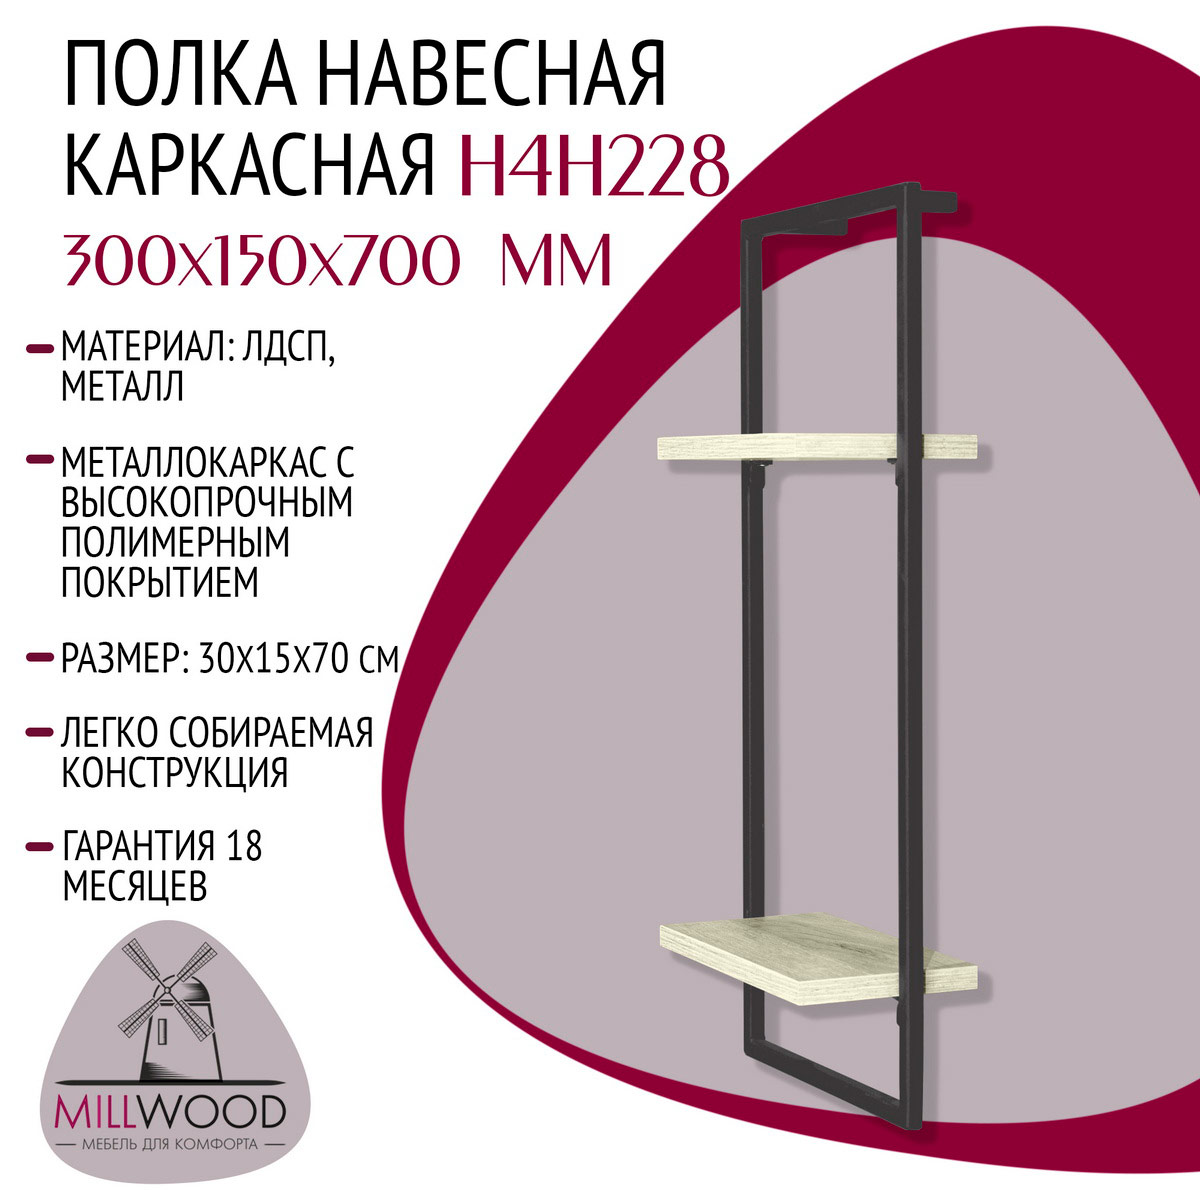 ПОЛКА НАВЕСНАЯ
КАРКАСНАЯ H4H228
300х150х700 ММ
МАТЕРИАЛ: ЛДСП,
МЕТАЛЛ
МЕТАЛЛОКАРКАС С
ВЫСОКОПРОЧНЫМ
ПОЛИМЕРНЫМ
ПОКРЫТИЕМ
РАЗМЕР: 30Х15Х70 СМ
ЛЕГКО СОБИРАЕМАЯ
КОНСТРУКЦИЯ
ГАРАНТИЯ 18
МЕСЯЦЕВ
MILLWOOD
— МЕБЕЛЬ ДЛЯ КОМФОРТА —